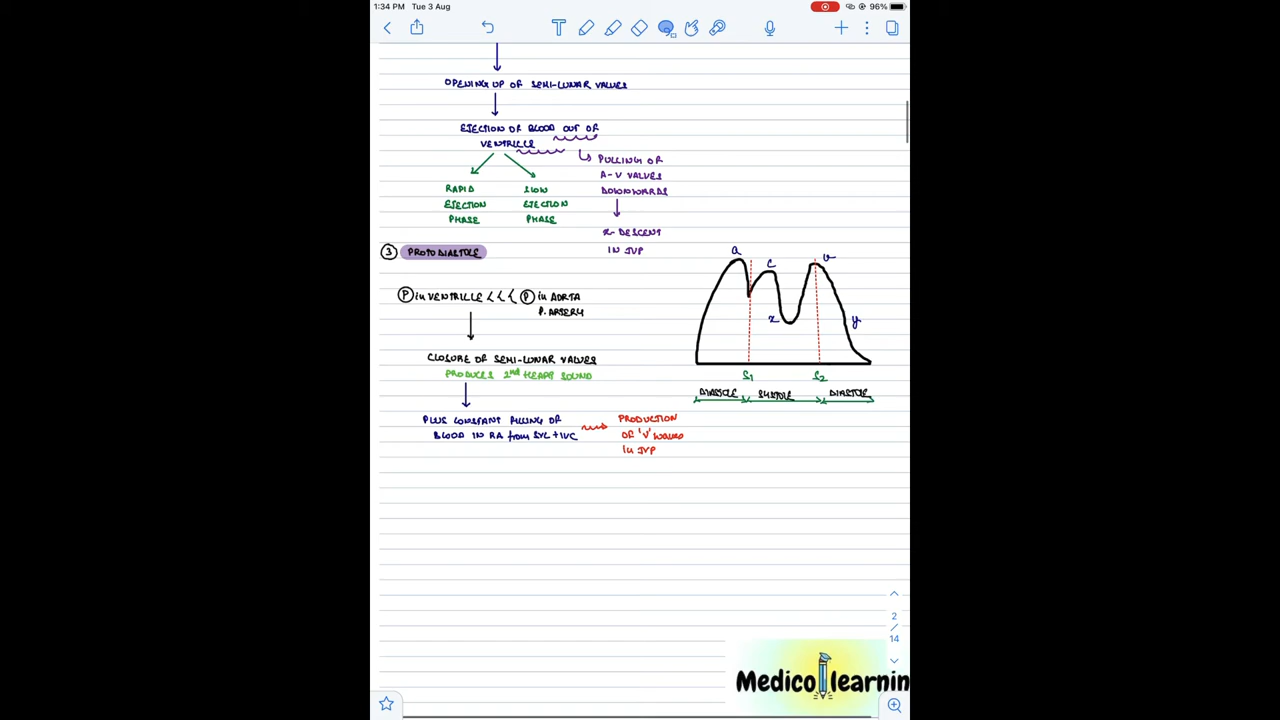 1:34 PM Tue 3 Aug
96%
OPENING UP OF SEMI-LUNAR VALVES
EJECTION OF BLOOD OUT OF
VENTRICLE
PULLING OF
A-V VALVES
DOWNWARDS
RAPID
EJECTION
PHASE
SLOW
EJECTION
PHASE
x-DESCENT
IN JVP
3 PROTODIASTOLE
P in VENTRICLE <<< P in AORTA
P. ARTERY
CLOSURE OF SEMI-LUNAR VALVES
PRODUCES 2nd HEART SOUND
PLUS CONSTANT FILLING OF
BLOOD IN RA from SVC + IVC
PRODUCTION
OF 'V' WAVES
in JVP
a
c
v
x
y
S1
S2
DIASTOLE SYSTOLE DIASTOLE
2
/
14
Medico learnin